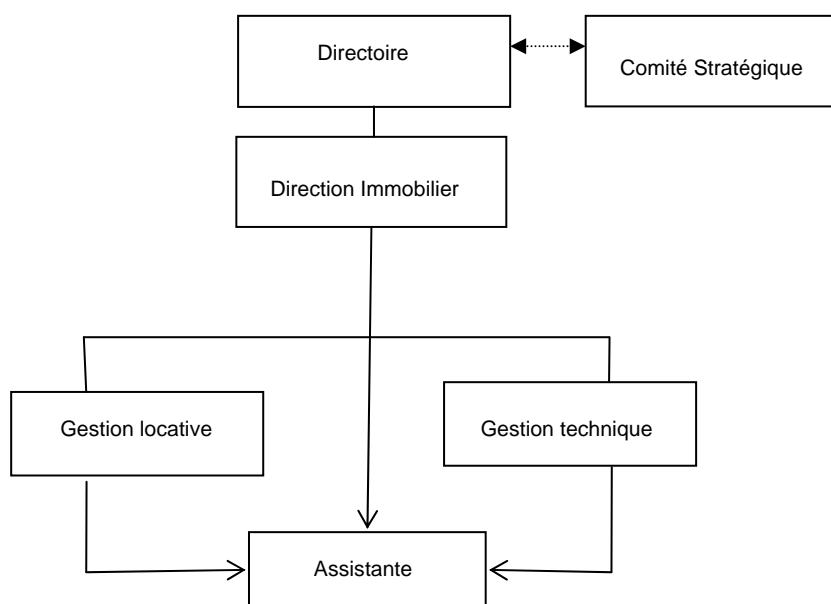 Directoire
Comité Stratégique
Direction Immobilier
Gestion locative
Gestion technique
Assistante